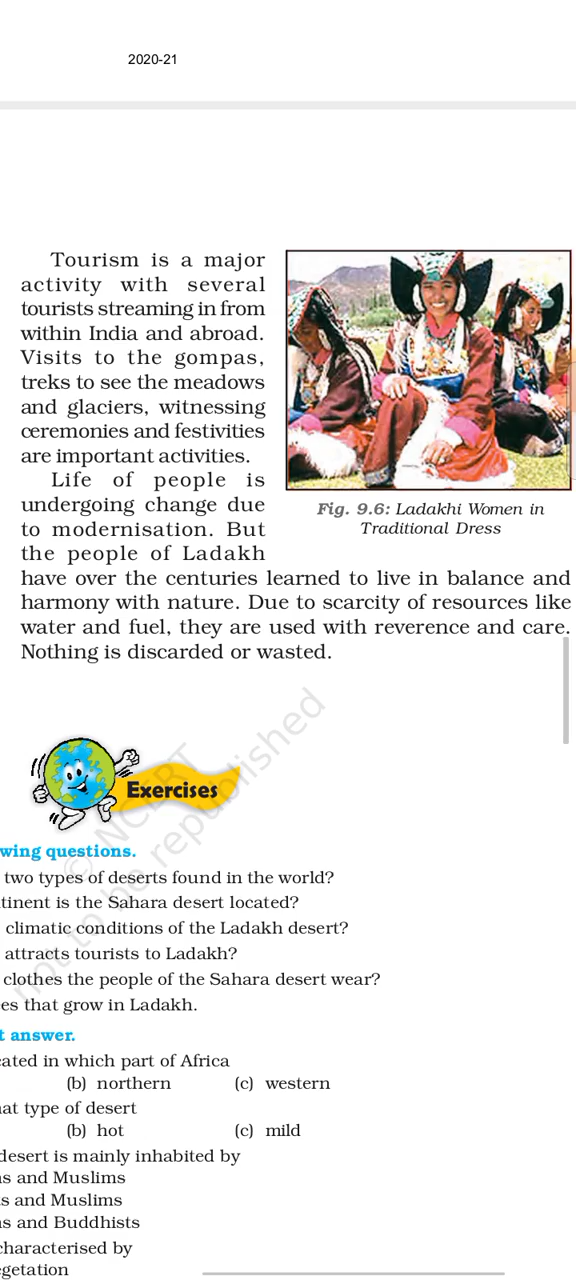 2020-21
Tourism is a major
activity with several
tourists streaming in from
within India and abroad.
Visits to the gompas,
treks to see the meadows
and glaciers, witnessing
ceremonies and festivities
are important activities.
Life of people is
undergoing change due
to modernisation. But
the people of Ladakh
have over the centuries learned to live in balance and
harmony with nature. Due to scarcity of resources like
water and fuel, they are used with reverence and care.
Nothing is discarded or wasted.
Fig. 9.6: Ladakhi Women in
Traditional Dress
Exercises
© NCERT
not to be republished
wing questions.
two types of deserts found in the world?
tinent is the Sahara desert located?
climatic conditions of the Ladakh desert?
attracts tourists to Ladakh?
clothes the people of the Sahara desert wear?
es that grow in Ladakh.
t answer.
cated in which part of Africa
(b) northern (c) western
at type of desert
(b) hot (c) mild
desert is mainly inhabited by
s and Muslims
s and Muslims
s and Buddhists
characterised by
getation